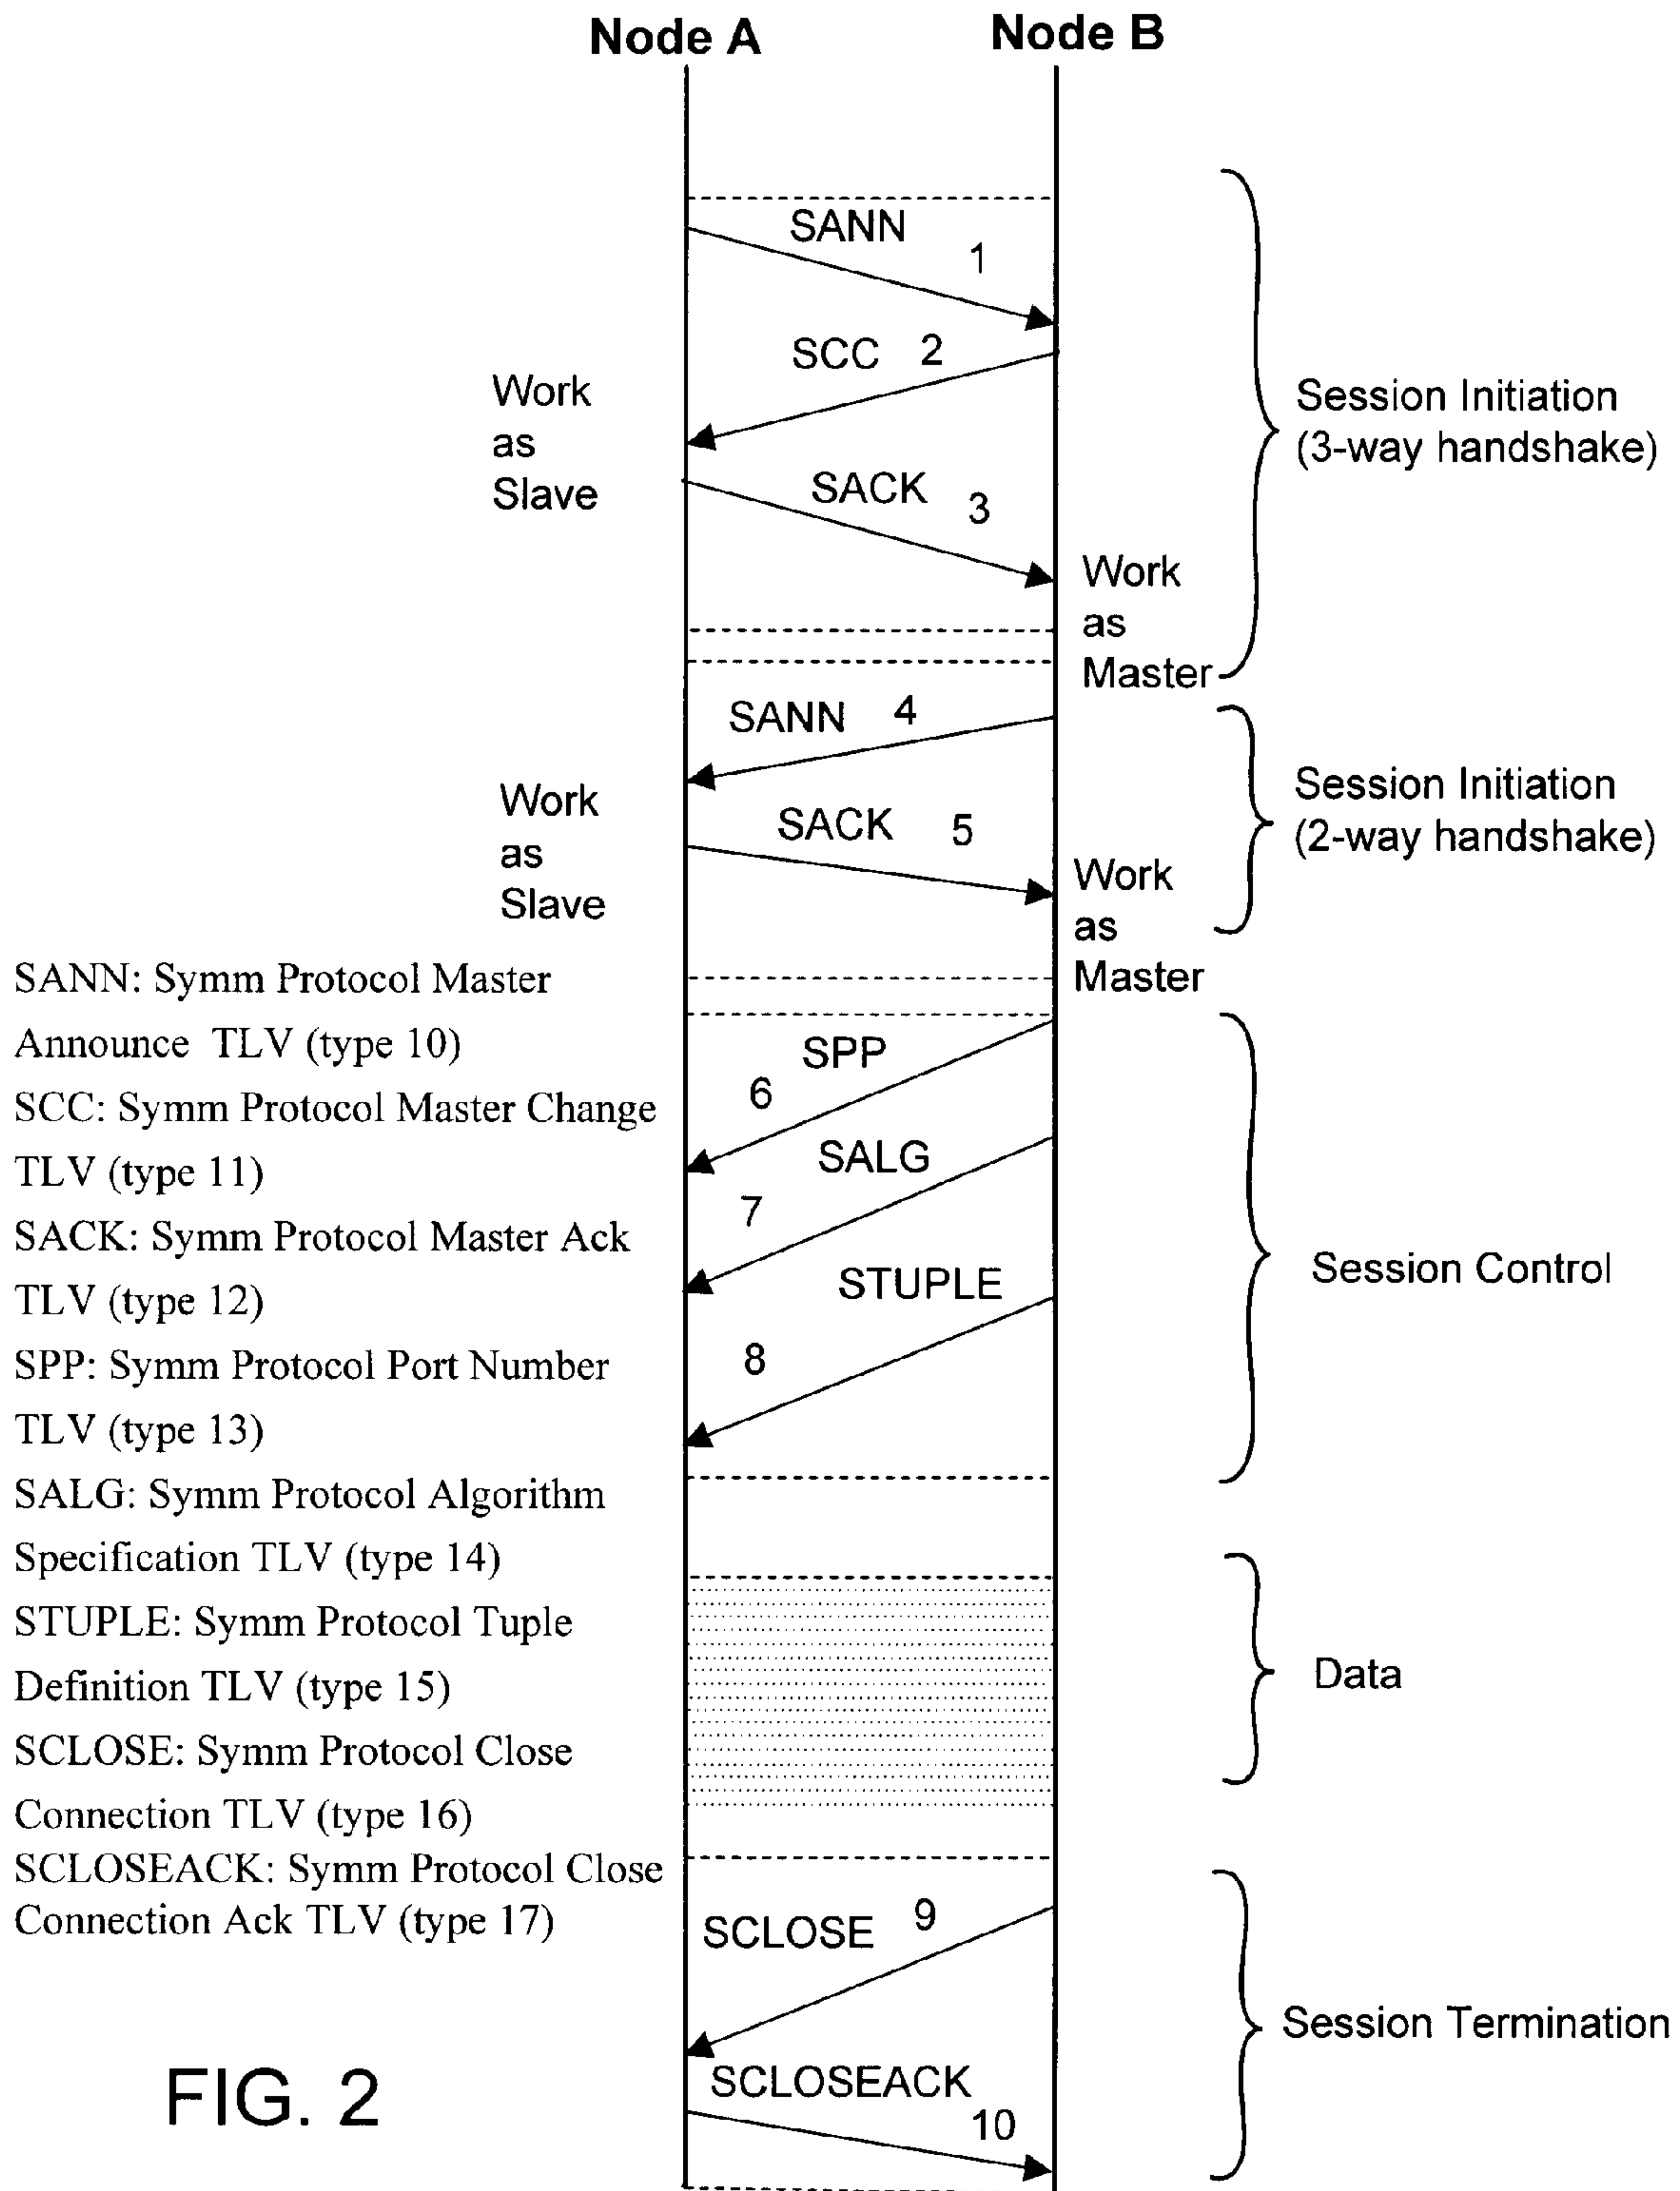 Node A
Node B
SANN
1
SCC 2
Work
as
Slave
SACK 3
Work
as
Master
Session Initiation
(3-way handshake)
SANN 4
Work
as
Slave
SACK 5
Work
as
Master
Session Initiation
(2-way handshake)
SPP
6
SALG
7
STUPLE
8
Session Control
Data
SCLOSE 9
SCLOSEACK
10
Session Termination
SANN: Symm Protocol Master
Announce TLV (type 10)
SCC: Symm Protocol Master Change
TLV (type 11)
SACK: Symm Protocol Master Ack
TLV (type 12)
SPP: Symm Protocol Port Number
TLV (type 13)
SALG: Symm Protocol Algorithm
Specification TLV (type 14)
STUPLE: Symm Protocol Tuple
Definition TLV (type 15)
SCLOSE: Symm Protocol Close
Connection TLV (type 16)
SCLOSEACK: Symm Protocol Close
Connection Ack TLV (type 17)
FIG. 2